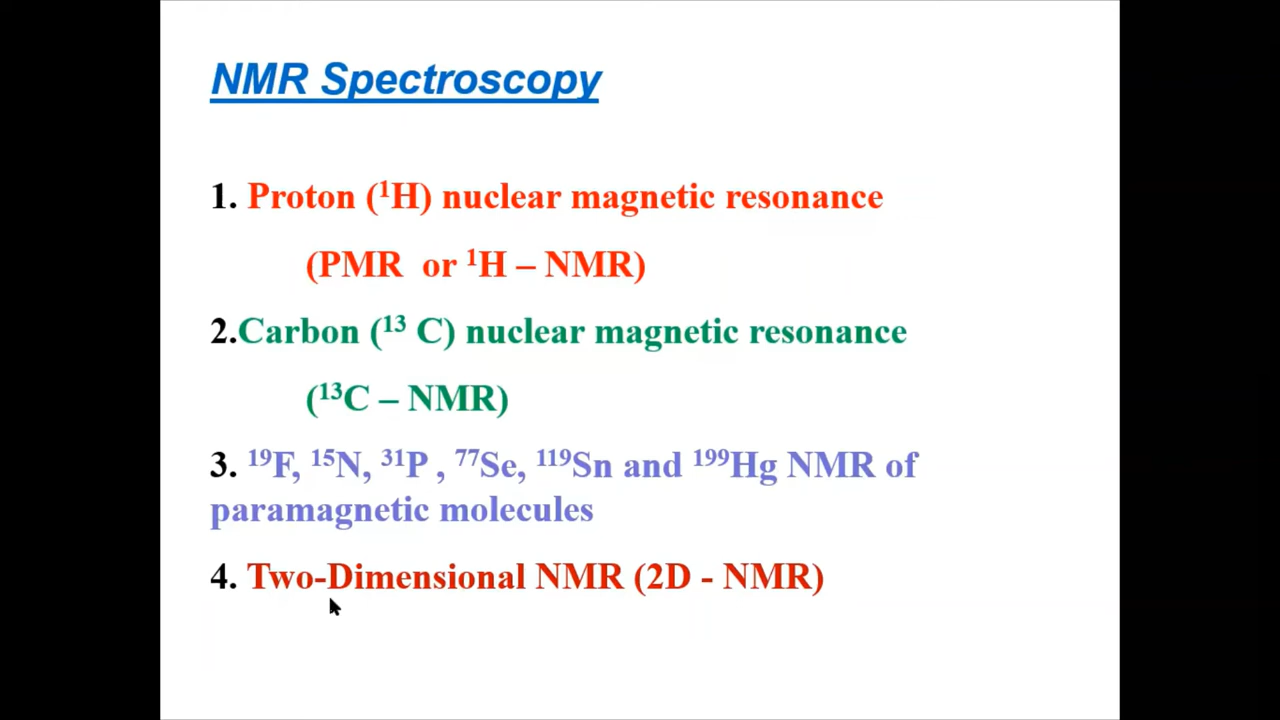 NMR Spectroscopy
1. Proton (¹H) nuclear magnetic resonance
(PMR or ¹H – NMR)
2.Carbon (¹³ C) nuclear magnetic resonance
(¹³C – NMR)
3. ¹⁹F, ¹⁵N, ³¹P , ⁷⁷Se, ¹¹⁹Sn and ¹⁹⁹Hg NMR of
paramagnetic molecules
4. Two-Dimensional NMR (2D - NMR)